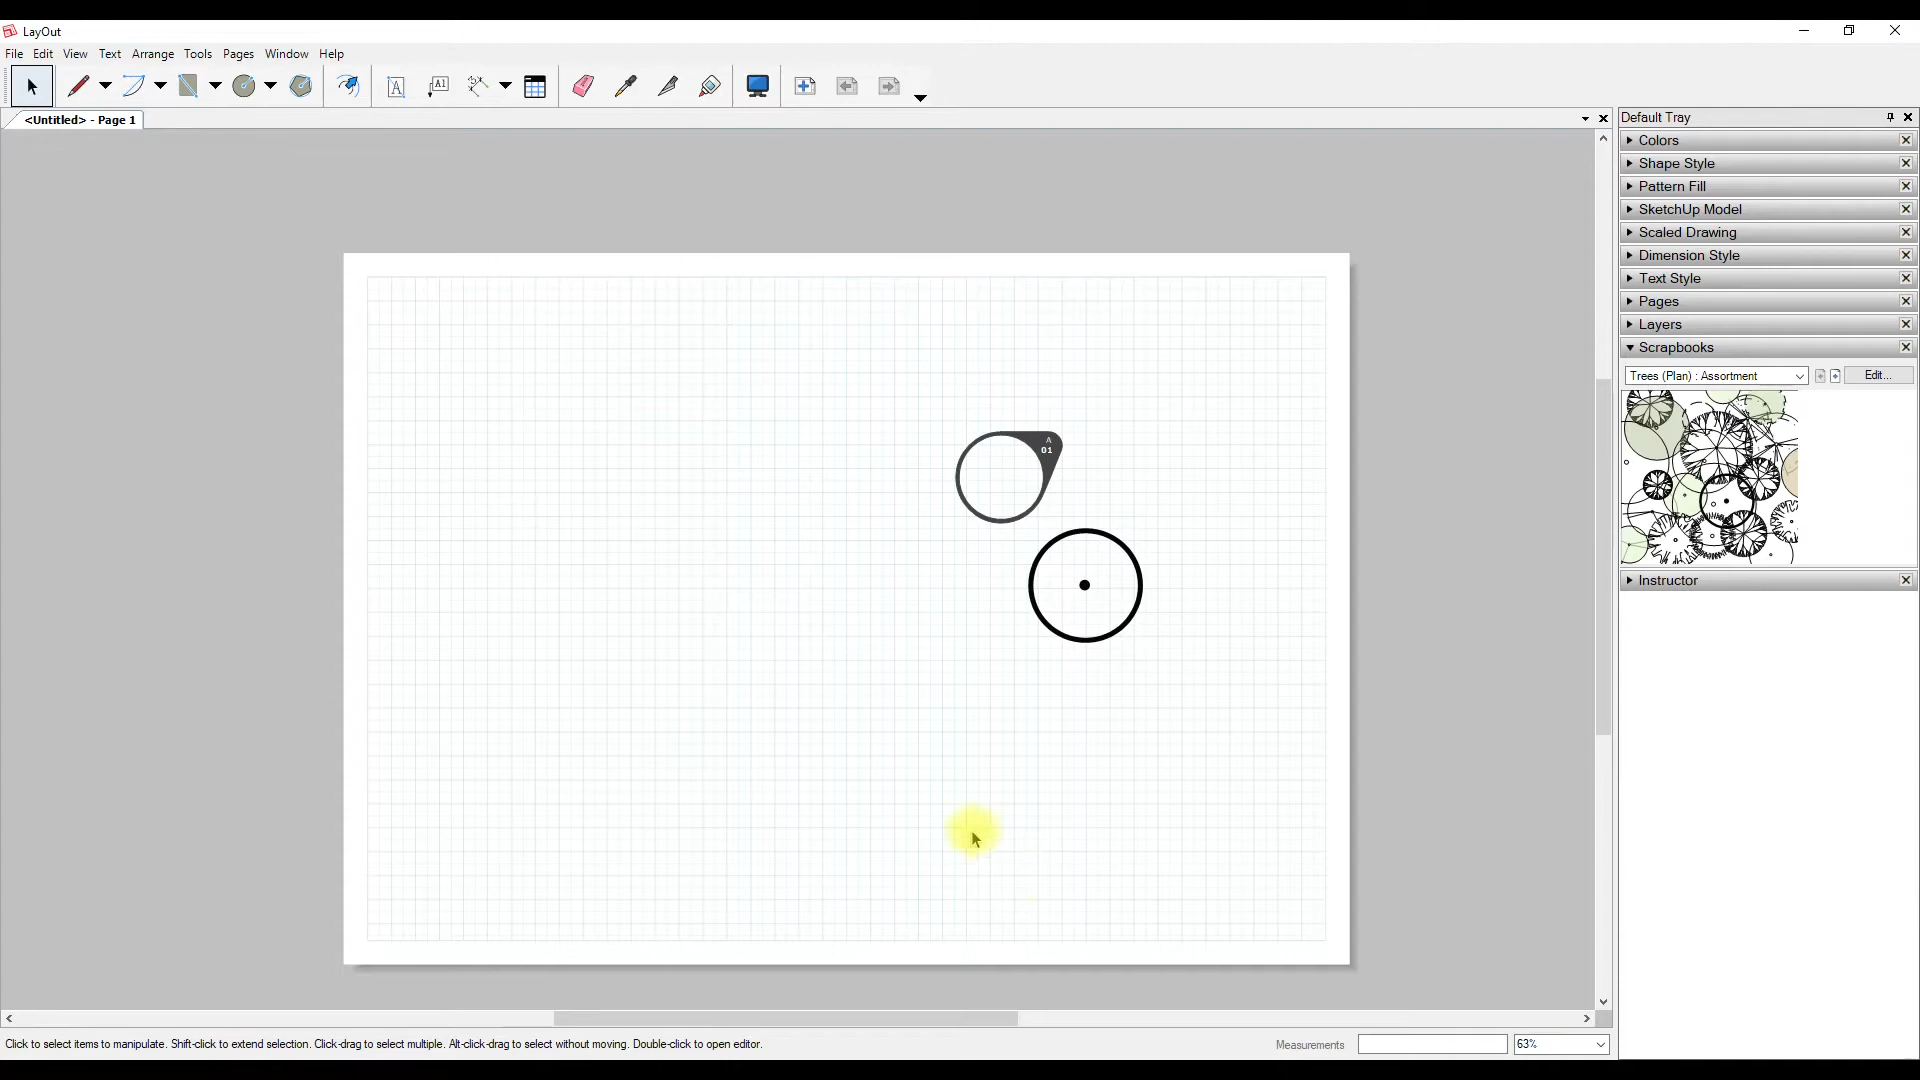 LayOut
File Edit View Text Arrange Tools Pages Window Help
A A1
<Untitled> - Page 1
Default Tray
Colors
Shape Style
Pattern Fill
SketchUp Model
Scaled Drawing
Dimension Style
Text Style
Pages
Layers
Scrapbooks
Trees (Plan) : Assortment Edit...
A
01
Instructor
Click to select items to manipulate. Shift-click to extend selection. Click-drag to select multiple. Alt-click-drag to select without moving. Double-click to open editor. Measurements 63%